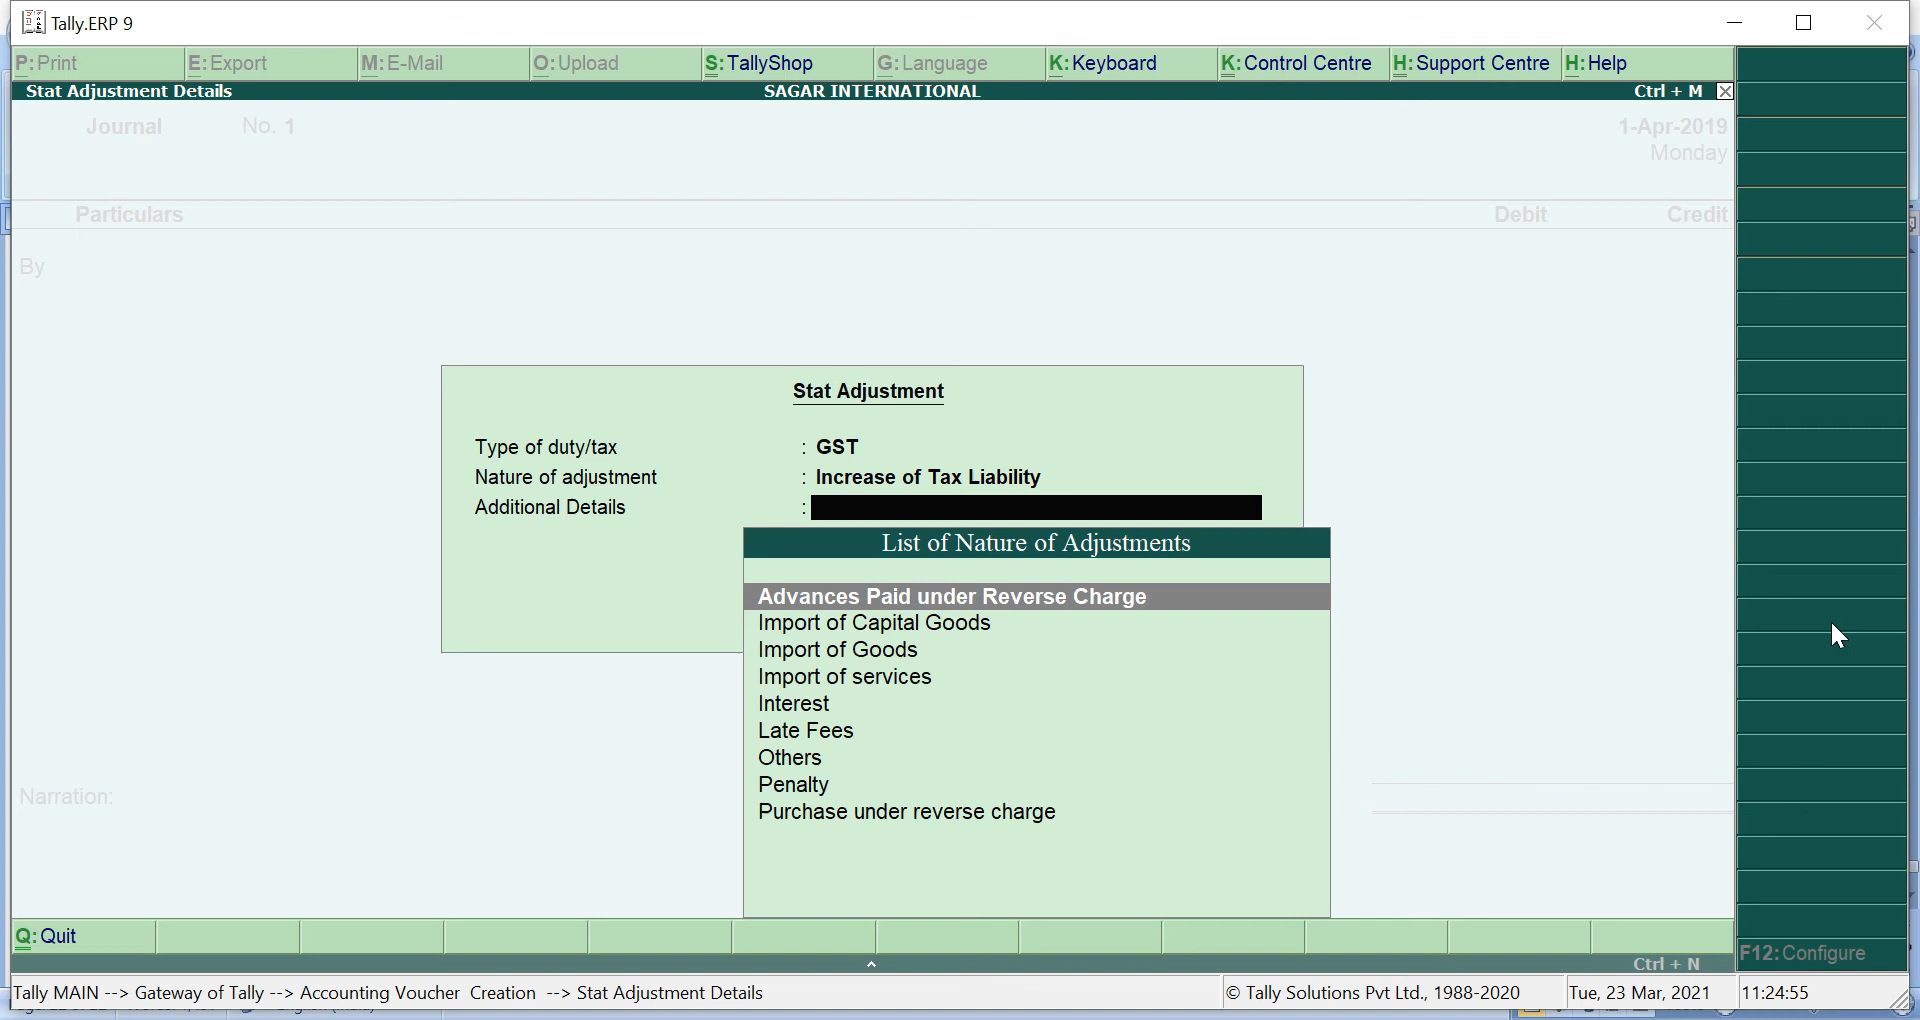 Tally.ERP 9
P: Print E: Export M: E-Mail O: Upload S: TallyShop G: Language K: Keyboard K: Control Centre H: Support Centre H: Help
Stat Adjustment Details SAGAR INTERNATIONAL Ctrl + M
Journal No. 1 1-Apr-2019
Monday
Particulars Debit Credit
By
Stat Adjustment
Type of duty/tax : GST
Nature of adjustment : Increase of Tax Liability
Additional Details :
List of Nature of Adjustments
Advances Paid under Reverse Charge
Import of Capital Goods
Import of Goods
Import of services
Interest
Late Fees
Others
Penalty
Purchase under reverse charge
Narration:
Q: Quit
F12: Configure
Ctrl + N
Tally MAIN --> Gateway of Tally --> Accounting Voucher Creation --> Stat Adjustment Details © Tally Solutions Pvt Ltd., 1988-2020 Tue, 23 Mar, 2021 11:24:55